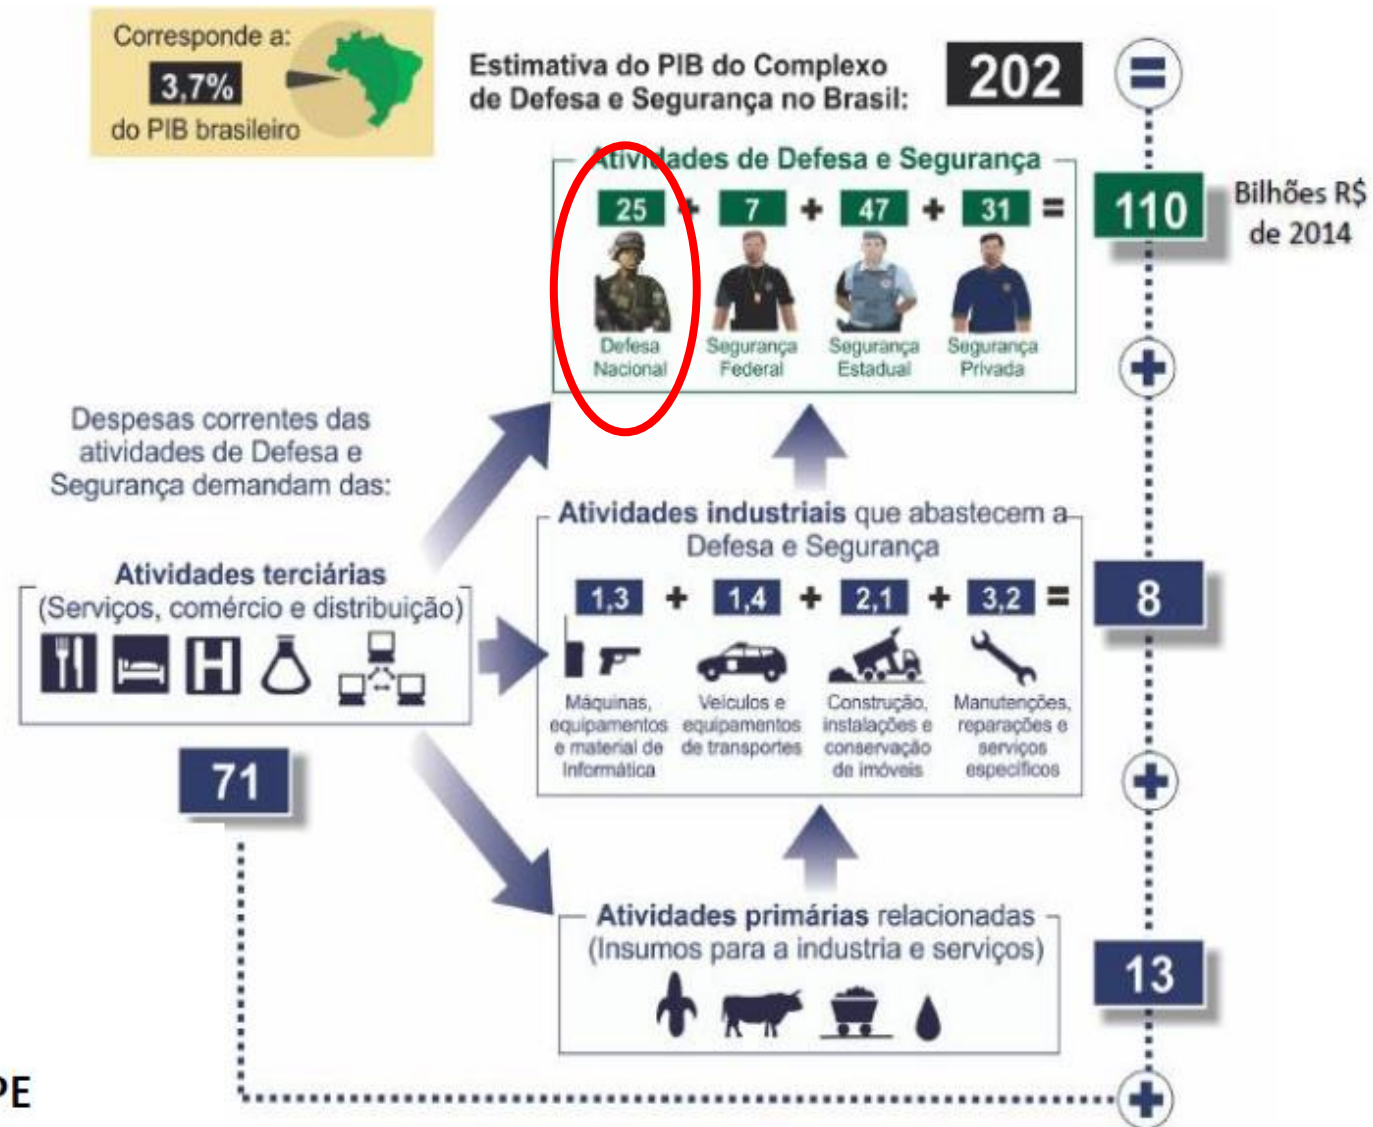 Corresponde a:
3,7%
do PIB brasileiro
Estimativa do PIB do Complexo
de Defesa e Segurança no Brasil:
202
=
Atividades de Defesa e Segurança
25 + 7 + 47 + 31 =
110
Bilhões R$
de 2014
Defesa
Nacional
Segurança
Federal
Segurança
Estadual
Segurança
Privada
+
Despesas correntes das
atividades de Defesa e
Segurança demandam das:
Atividades industriais que abastecem a
Defesa e Segurança
1,3 + 1,4 + 2,1 + 3,2 =
8
Máquinas,
equipamentos
e material de
Informática
Veículos e
equipamentos
de transportes
Construção,
instalações e
conservação
de imóveis
Manutenções,
reparações e
serviços
específicos
Atividades terciárias
(Serviços, comércio e distribuição)
H
71
+
Atividades primárias relacionadas
(Insumos para a industria e serviços)
13
+
PE